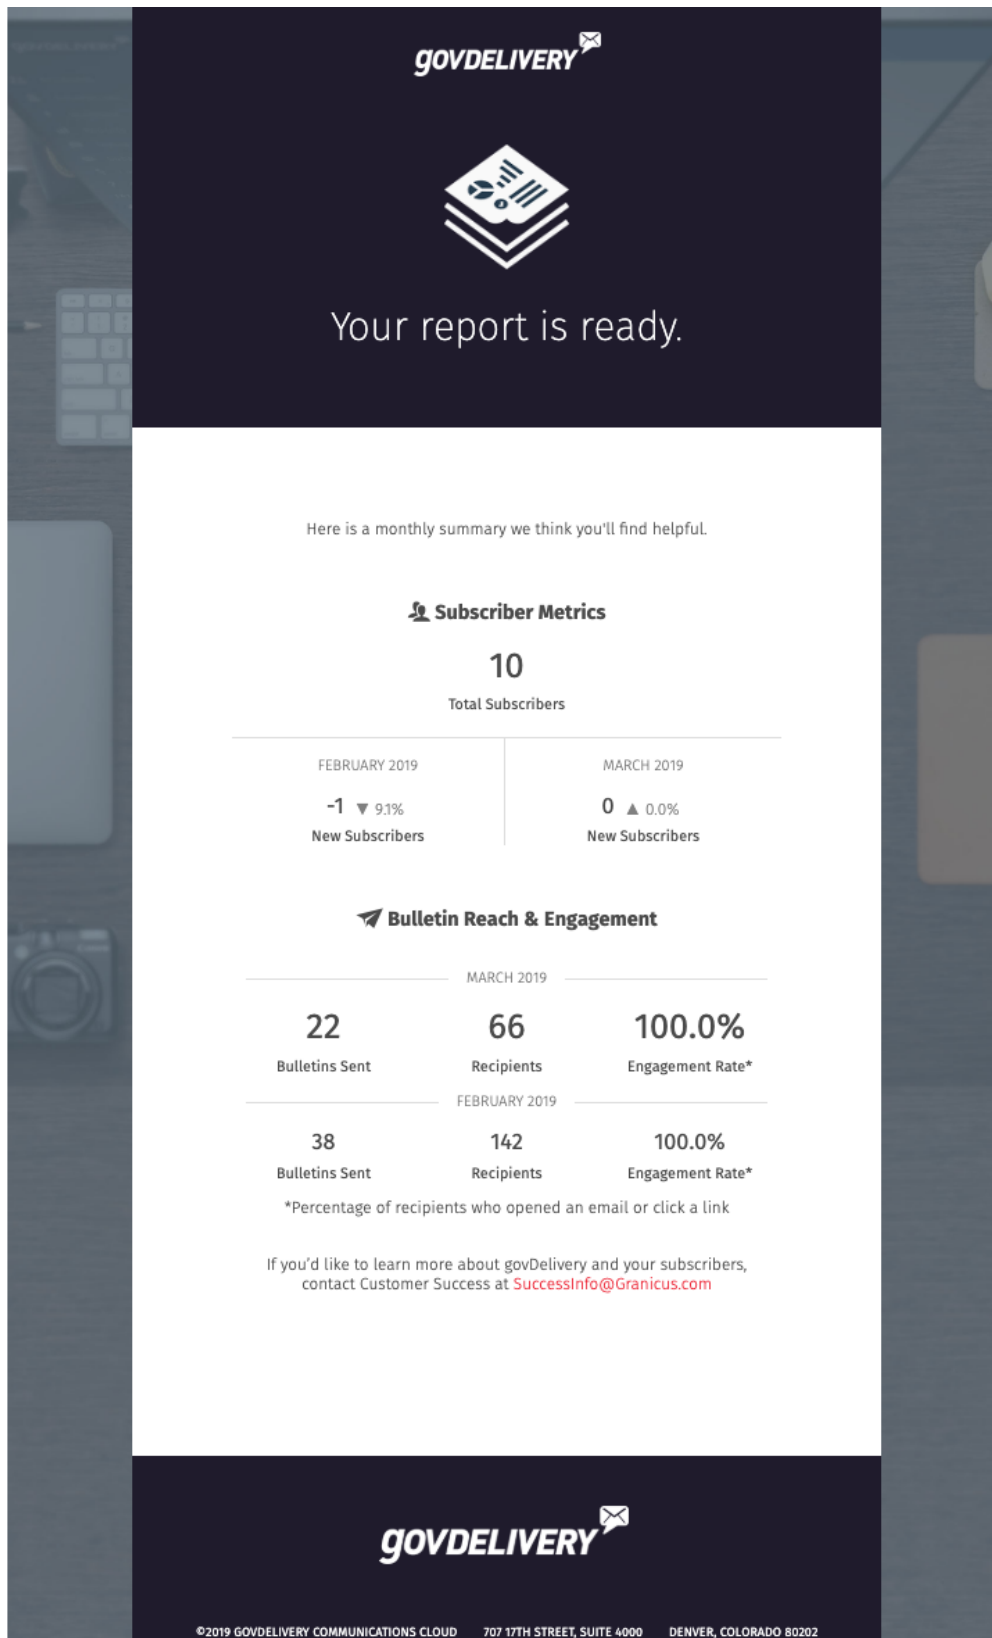 govDELIVERY
Your report is ready.
Here is a monthly summary we think you'll find helpful.
Subscriber Metrics
10
Total Subscribers
FEBRUARY 2019
-1 ▼ 9.1%
New Subscribers
MARCH 2019
0 ▲ 0.0%
New Subscribers
Bulletin Reach & Engagement
MARCH 2019
22 66 100.0%
Bulletins Sent Recipients Engagement Rate*
FEBRUARY 2019
38 142 100.0%
Bulletins Sent Recipients Engagement Rate*
*Percentage of recipients who opened an email or click a link
If you'd like to learn more about govDelivery and your subscribers,
contact Customer Success at SuccessInfo@Granicus.com
govDELIVERY
©2019 GOVDELIVERY COMMUNICATIONS CLOUD 707 17TH STREET, SUITE 4000 DENVER, COLORADO 80202